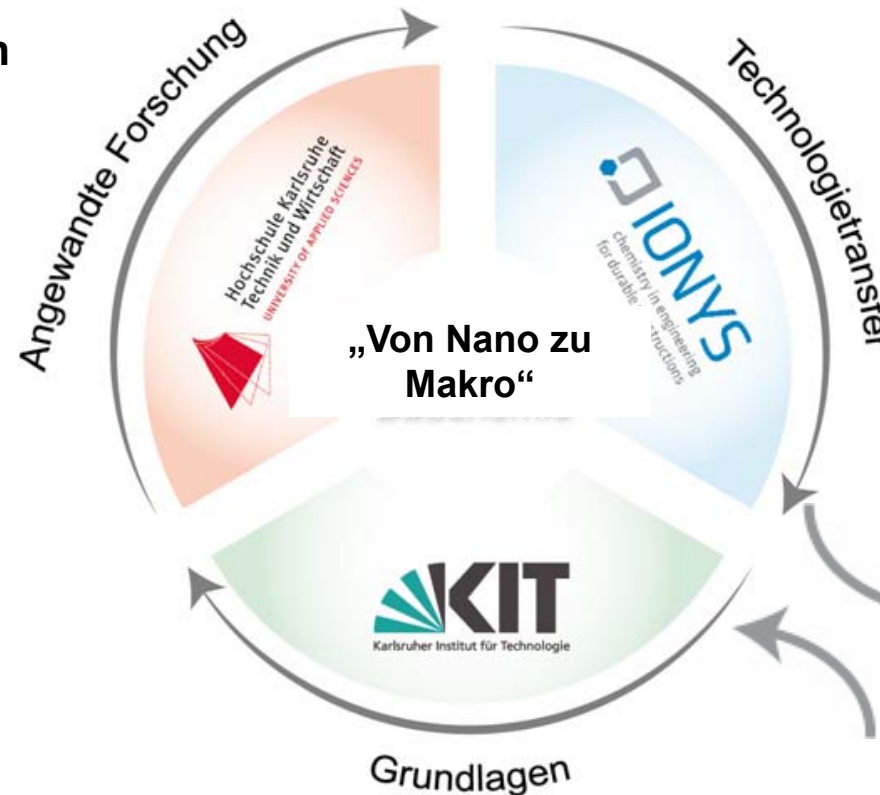 n
Angewandte Forschung
Technologietransfer
Hochschule Karlsruhe
Technik und Wirtschaft
UNIVERSITY OF APPLIED SCIENCES
IONYS
chemistry in engineering
for durable structions
„Von Nano zu
Makro“
KIT
Karlsruher Institut für Technologie
Grundlagen